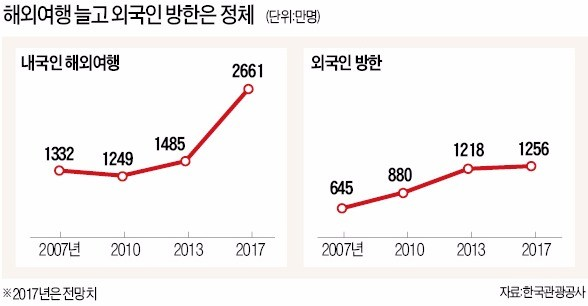 해외여행 늘고 외국인 방한은 정체 (단위:만명)
내국인 해외여행
2661
1332
1249
1485
2007년 2010 2013 2017
외국인 방한
645
880
1218
1256
2007년 2010 2013 2017
※2017년은 전망치
자료:한국관광공사